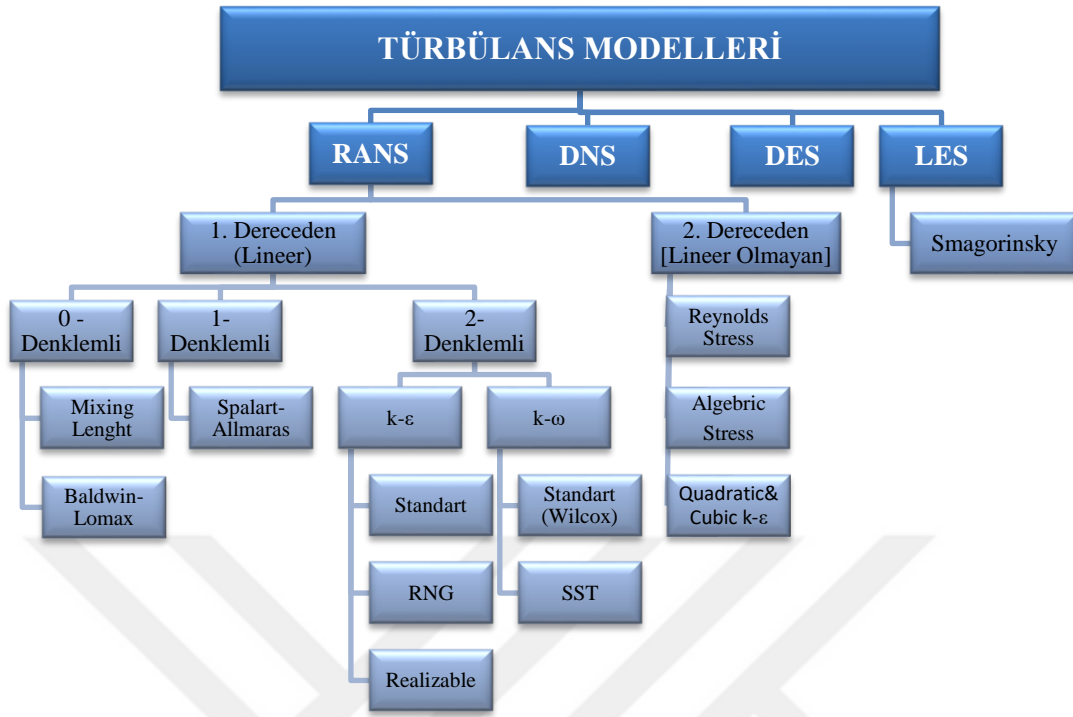 TÜRBÜLANS MODELLERİ
RANS
DNS
DES
LES
1. Dereceden
(Lineer)
2. Dereceden
[Lineer Olmayan]
Smagorinsky
0 -
Denklemli
1-
Denklemli
2-
Denklemli
Reynolds
Stress
Mixing
Lenght
Spalart-
Allmaras
k-ε
k-ω
Algebric
Stress
Baldwin-
Lomax
Standart
Standart
(Wilcox)
Quadratic&
Cubic k-ε
RNG
SST
Realizable